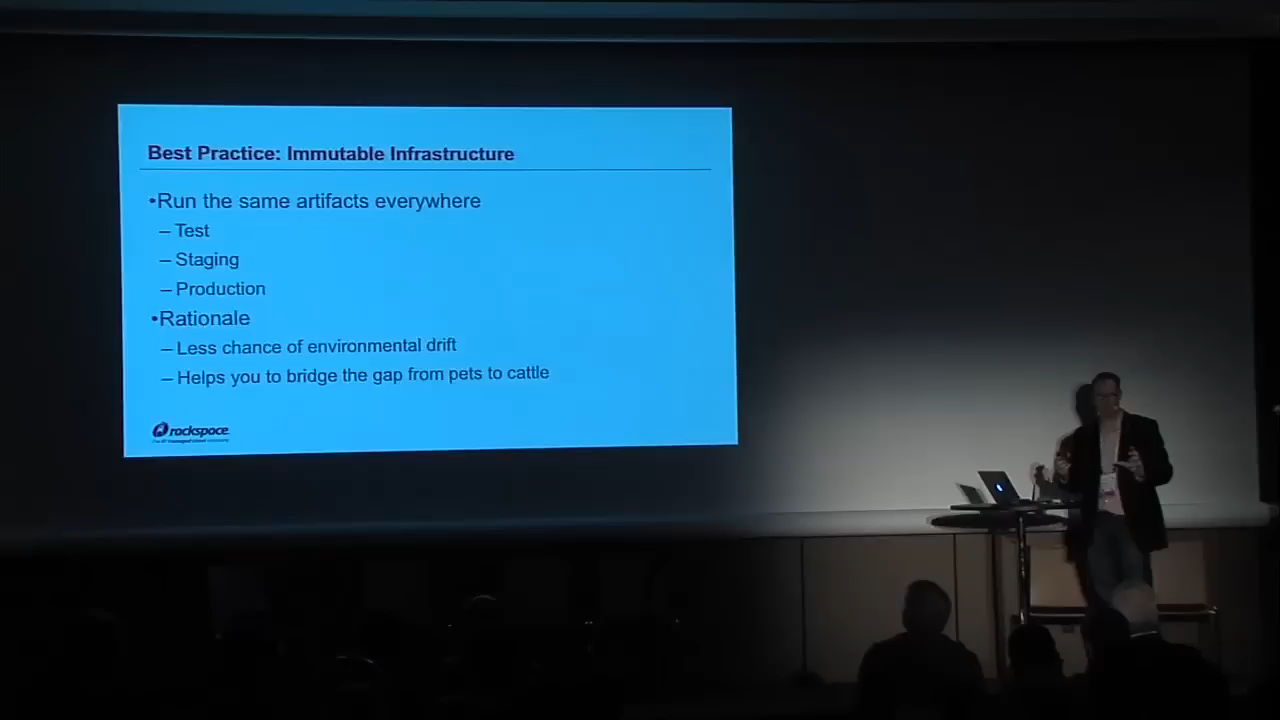 Best Practice: Immutable Infrastructure
•Run the same artifacts everywhere
– Test
– Staging
– Production
•Rationale
– Less chance of environmental drift
– Helps you to bridge the gap from pets to cattle
rackspace